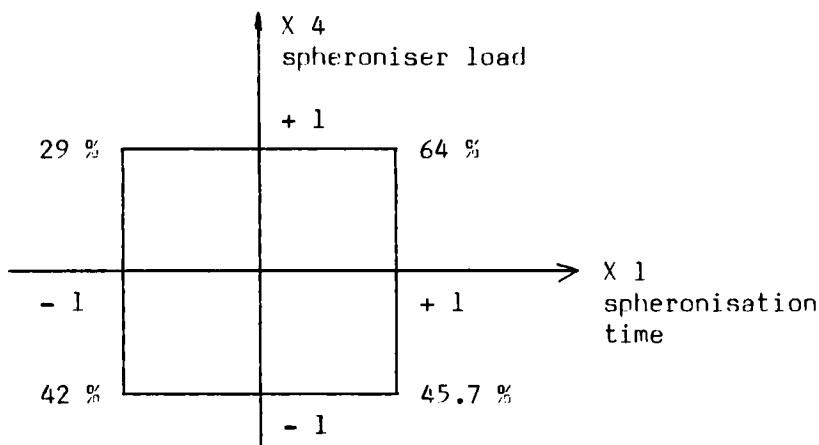 X 4
spheroniser load
+ 1
29 %
64 %
X 1
- 1
+ 1
spheronisation
time
42 %
45.7 %
- 1